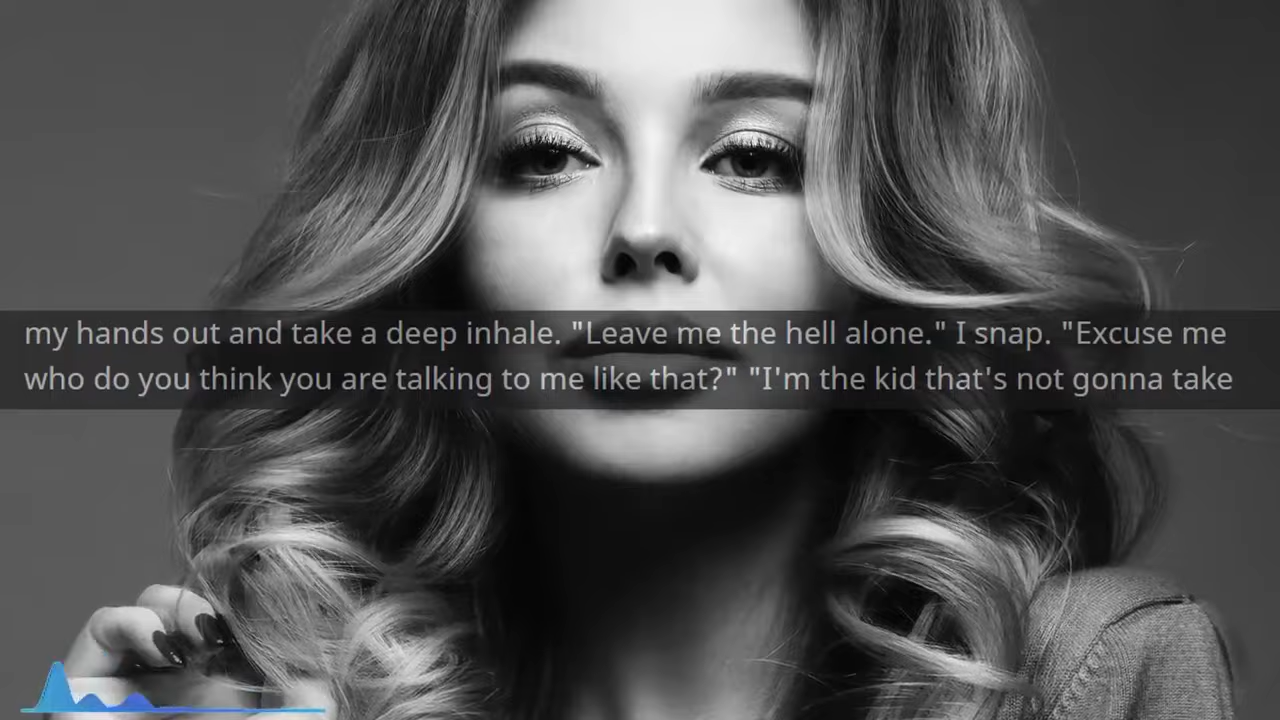 my hands out and take a deep inhale. "Leave me the hell alone." I snap. "Excuse me
who do you think you are talking to me like that?" "I'm the kid that's not gonna take